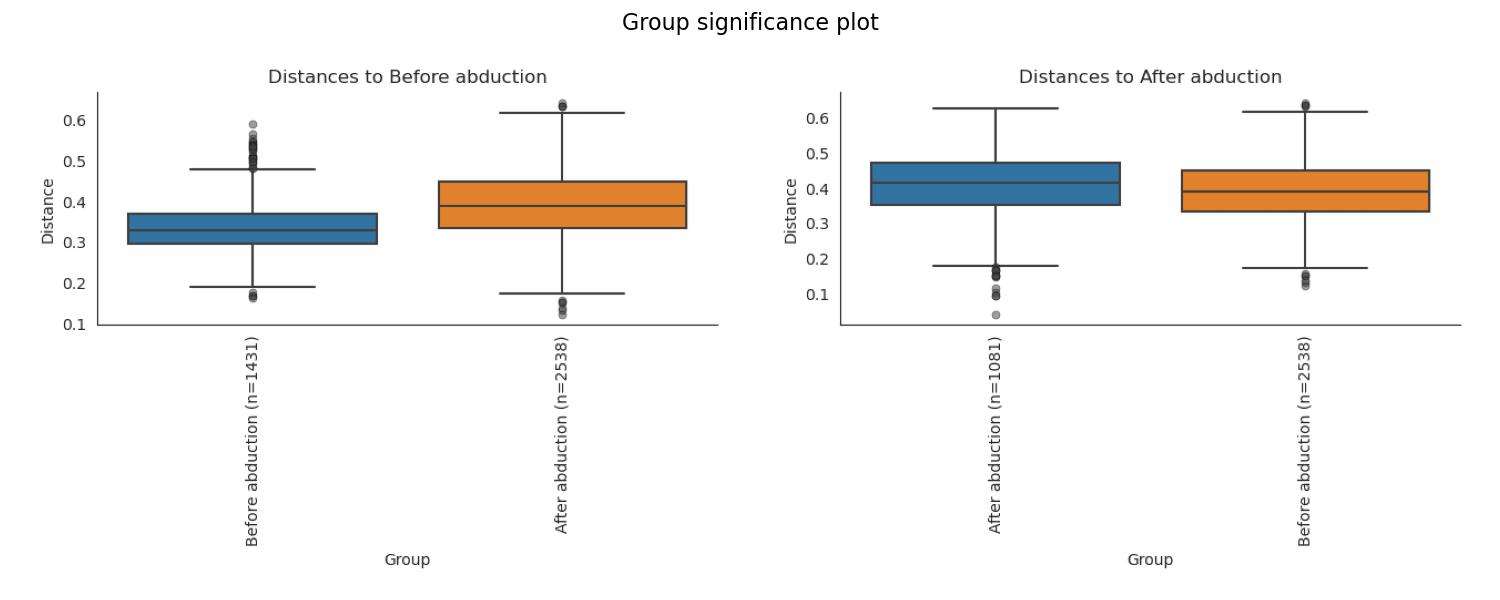 Group significance plot
Distances to Before abduction
Distance
0.6
0.5
0.4
0.3
0.2
0.1
Before abduction (n=1431)
After abduction (n=2538)
Group
Distances to After abduction
Distance
0.6
0.5
0.4
0.3
0.2
0.1
After abduction (n=1081)
Before abduction (n=2538)
Group